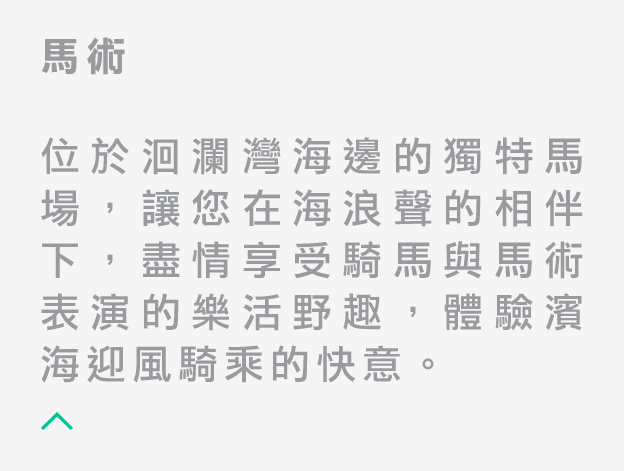 馬術
位於洄瀾灣海邊的獨特馬
場，讓您在海浪聲的相伴
下，盡情享受騎馬與馬術
表演的樂活野趣，體驗濱
海迎風騎乘的快意。